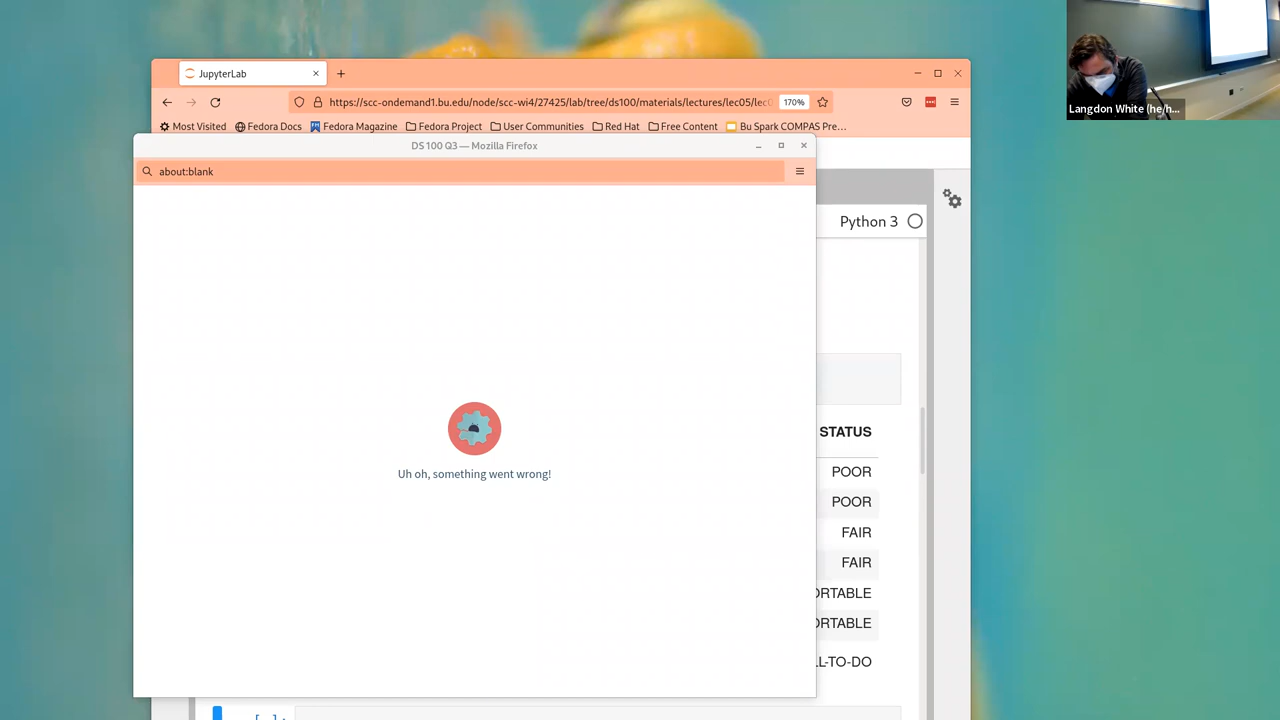 JupyterLab
https://scc-ondemand1.bu.edu/node/scc-wi4/27425/lab/tree/ds100/materials/lectures/lec05/lec
170%
Most Visited
Fedora Docs
Fedora Magazine
Fedora Project
User Communities
Red Hat
Free Content
Bu Spark COMPAS Pre…
Langdon White (he/h...
DS 100 Q3 — Mozilla Firefox
about:blank
Python 3
Uh oh, something went wrong!
STATUS
POOR
POOR
FAIR
FAIR
ORTABLE
ORTABLE
LL-TO-DO
[ ]: